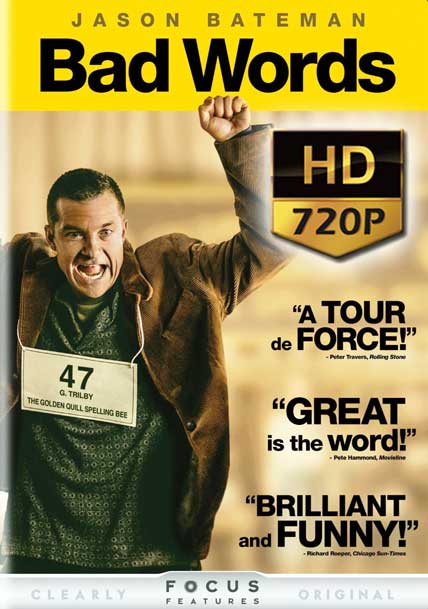 JASON BATEMAN
Bad Words
HD
720P
47
G. TRILBY
THE GOLDEN QUILL SPELLING BEE
“A TOUR
de FORCE!”
- Peter Travers, Rolling Stone
“GREAT
is the word!”
- Pete Hammond, Movieline
“BRILLIANT
and FUNNY!”
- Richard Roeper, Chicago Sun-Times
CLEARLY FOCUS ORIGINAL
FEATURES